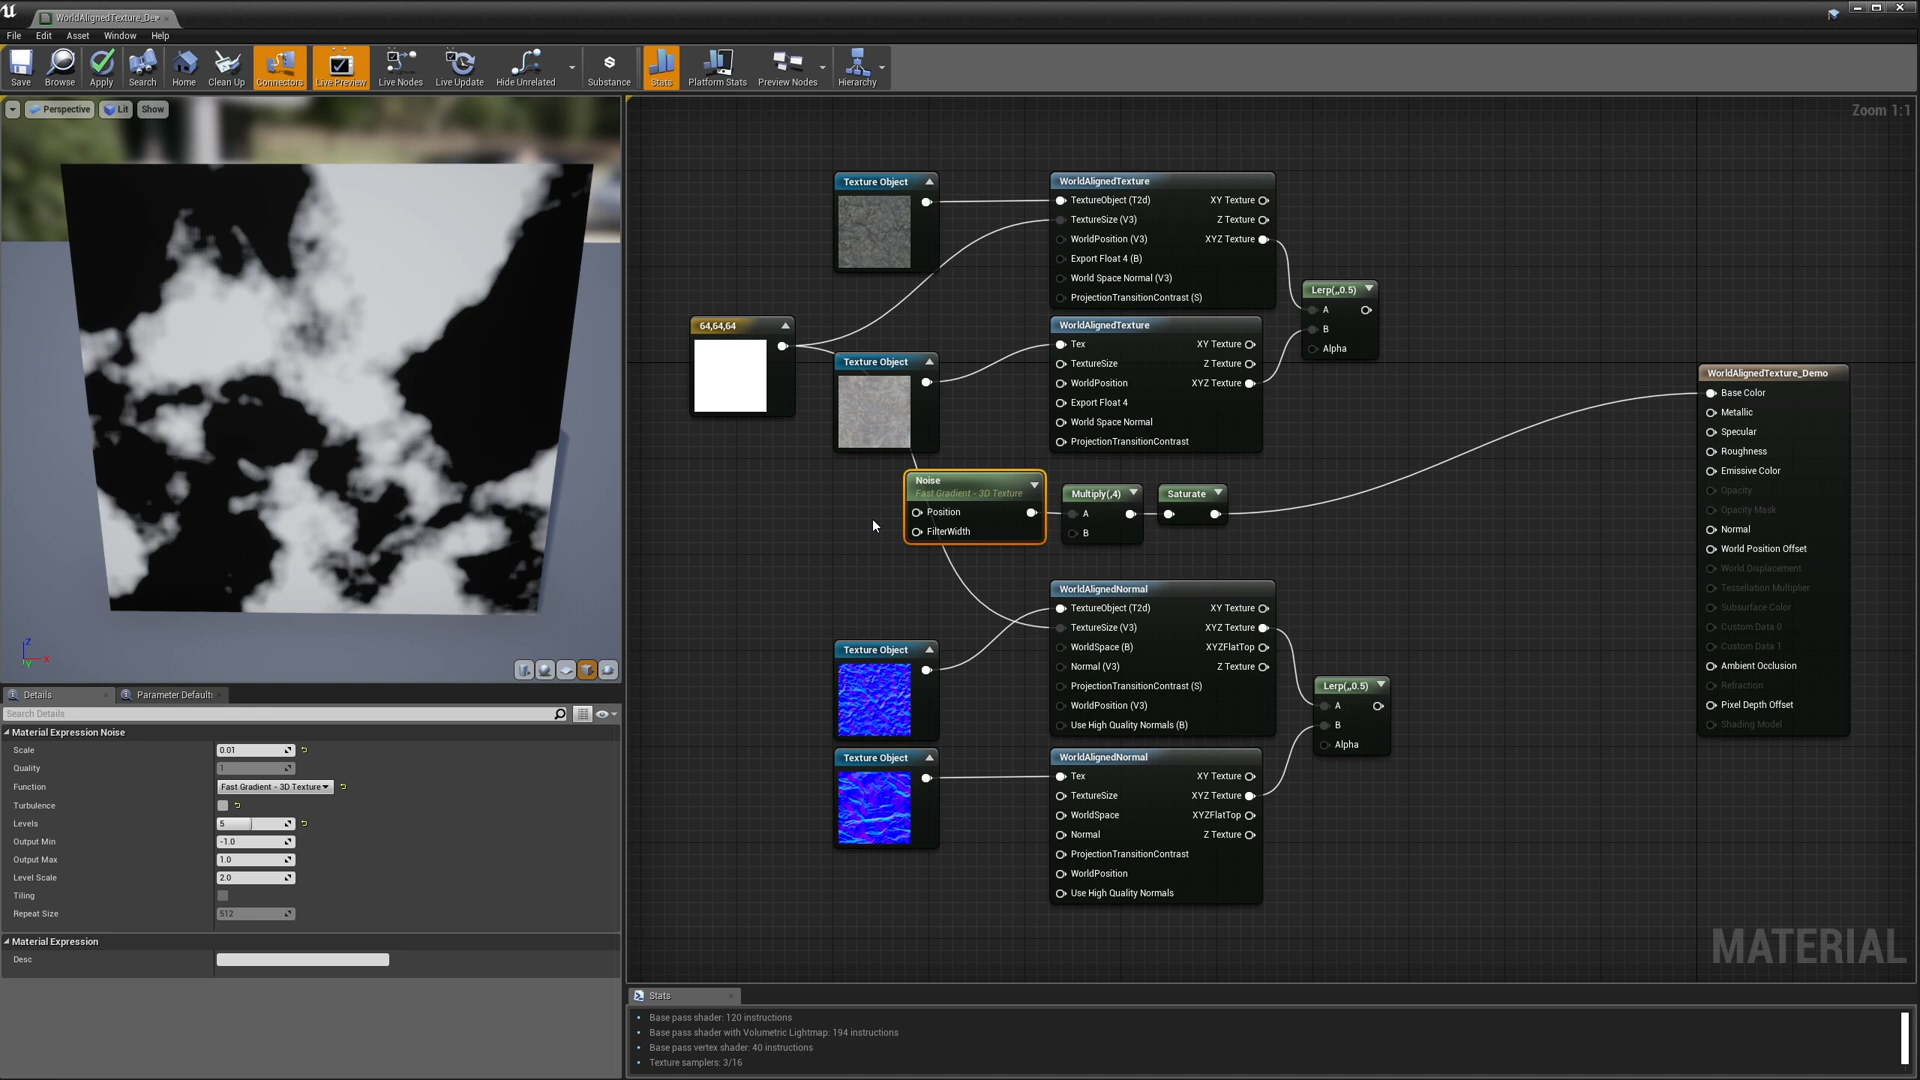 WorldAlignedTexture_De
File Edit Asset Window Help
Save Browse Apply Search Home Clean Up Connectors Live Preview Live Nodes Live Update Hide Unrelated Substance Stats Platform Stats Preview Nodes Hierarchy
Perspective Lit Show
Zoom 1:1
Texture Object
WorldAlignedTexture
TextureObject (T2d) XY Texture
TextureSize (V3) Z Texture
WorldPosition (V3) XYZ Texture
Export Float 4 (B)
World Space Normal (V3)
ProjectionTransitionContrast (S)
Lerp(,,0.5)
A
B
Alpha
64,64,64
Texture Object
WorldAlignedTexture
Tex XY Texture
TextureSize Z Texture
WorldPosition XYZ Texture
Export Float 4
World Space Normal
ProjectionTransitionContrast
WorldAlignedTexture_Demo
Base Color
Metallic
Specular
Roughness
Emissive Color
Opacity
Opacity Mask
Normal
World Position Offset
World Displacement
Tessellation Multiplier
Subsurface Color
Custom Data 0
Custom Data 1
Ambient Occlusion
Refraction
Pixel Depth Offset
Shading Model
Noise
Fast Gradient - 3D Texture
Position
FilterWidth
Multiply(,4)
A
B
Saturate
Texture Object
WorldAlignedNormal
TextureObject (T2d) XY Texture
TextureSize (V3) XYZ Texture
WorldSpace (B) XYZFlatTop
Normal (V3) Z Texture
ProjectionTransitionContrast (S)
WorldPosition (V3)
Use High Quality Normals (B)
Lerp(,,0.5)
A
B
Alpha
Texture Object
WorldAlignedNormal
Tex XY Texture
TextureSize XYZ Texture
WorldSpace XYZFlatTop
Normal Z Texture
ProjectionTransitionContrast
WorldPosition
Use High Quality Normals
MATERIAL
Z
X
Y
Details Parameter Default
Search Details
Material Expression Noise
Scale 0.01
Quality 1
Function Fast Gradient - 3D Texture
Turbulence
Levels 5
Output Min -1.0
Output Max 1.0
Level Scale 2.0
Tiling
Repeat Size 512
Material Expression
Desc
Stats
Base pass shader: 120 instructions
Base pass shader with Volumetric Lightmap: 194 instructions
Base pass vertex shader: 40 instructions
Texture samplers: 3/16